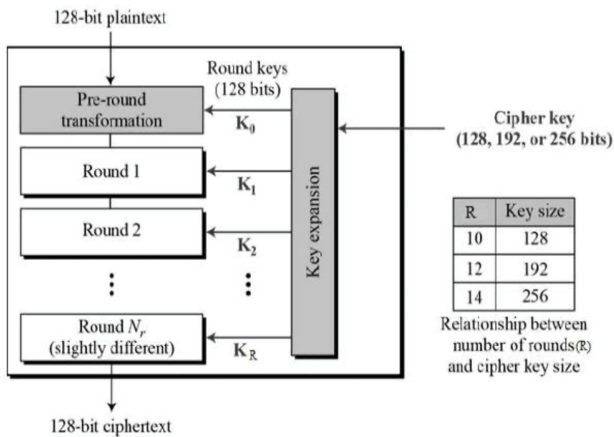 128-bit plaintext
Round keys
(128 bits)
Pre-round
transformation
K₀
Cipher key
(128, 192, or 256 bits)
Round 1
K₁
Key expansion
Round 2
K₂
R Key size
10 128
12 192
14 256
Relationship between
number of rounds(R)
and cipher key size
Round Nᵣ
(slightly different)
K_R
128-bit ciphertext